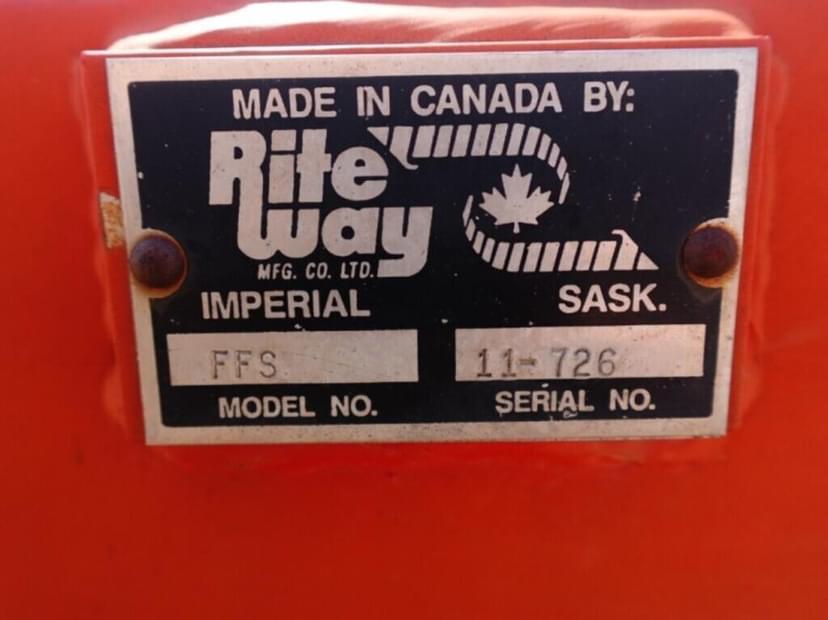 MADE IN CANADA BY:
Rite
way
MFG. CO. LTD.
IMPERIAL SASK.
FFS 11-726
MODEL NO. SERIAL NO.